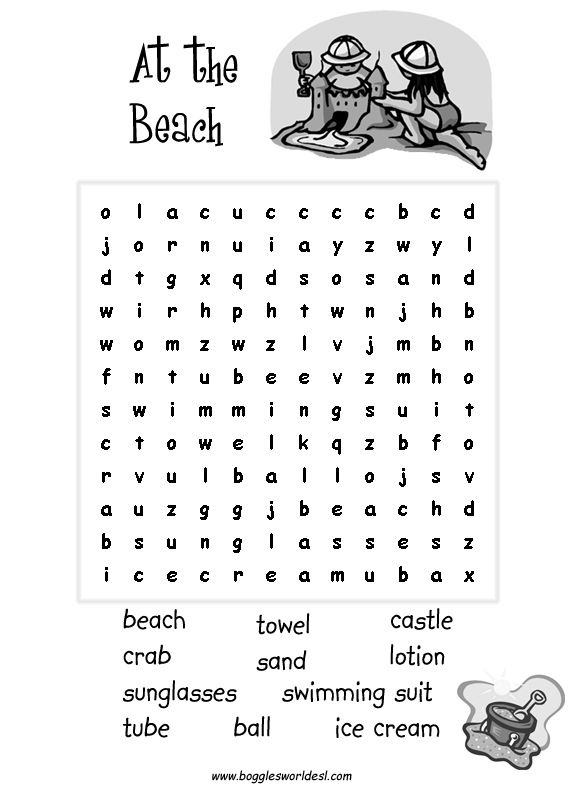 At the
Beach
o l a c u c c c c b c d
j o r n u i a y z w y l
d t g x q d s o s a n d
w i r h p h t w n j h b
w o m z w z l v j m b n
f n t u b e e v z m h o
s w i m m i n g s u i t
c t o w e l k q z b f o
r v u l b a l l o j s v
a u z g g j b e a c h d
b s u n g l a s s e s z
i c e c r e a m u b a x
beach towel castle
crab sand lotion
sunglasses swimming suit
tube ball ice cream
www.bogglesworldesl.com